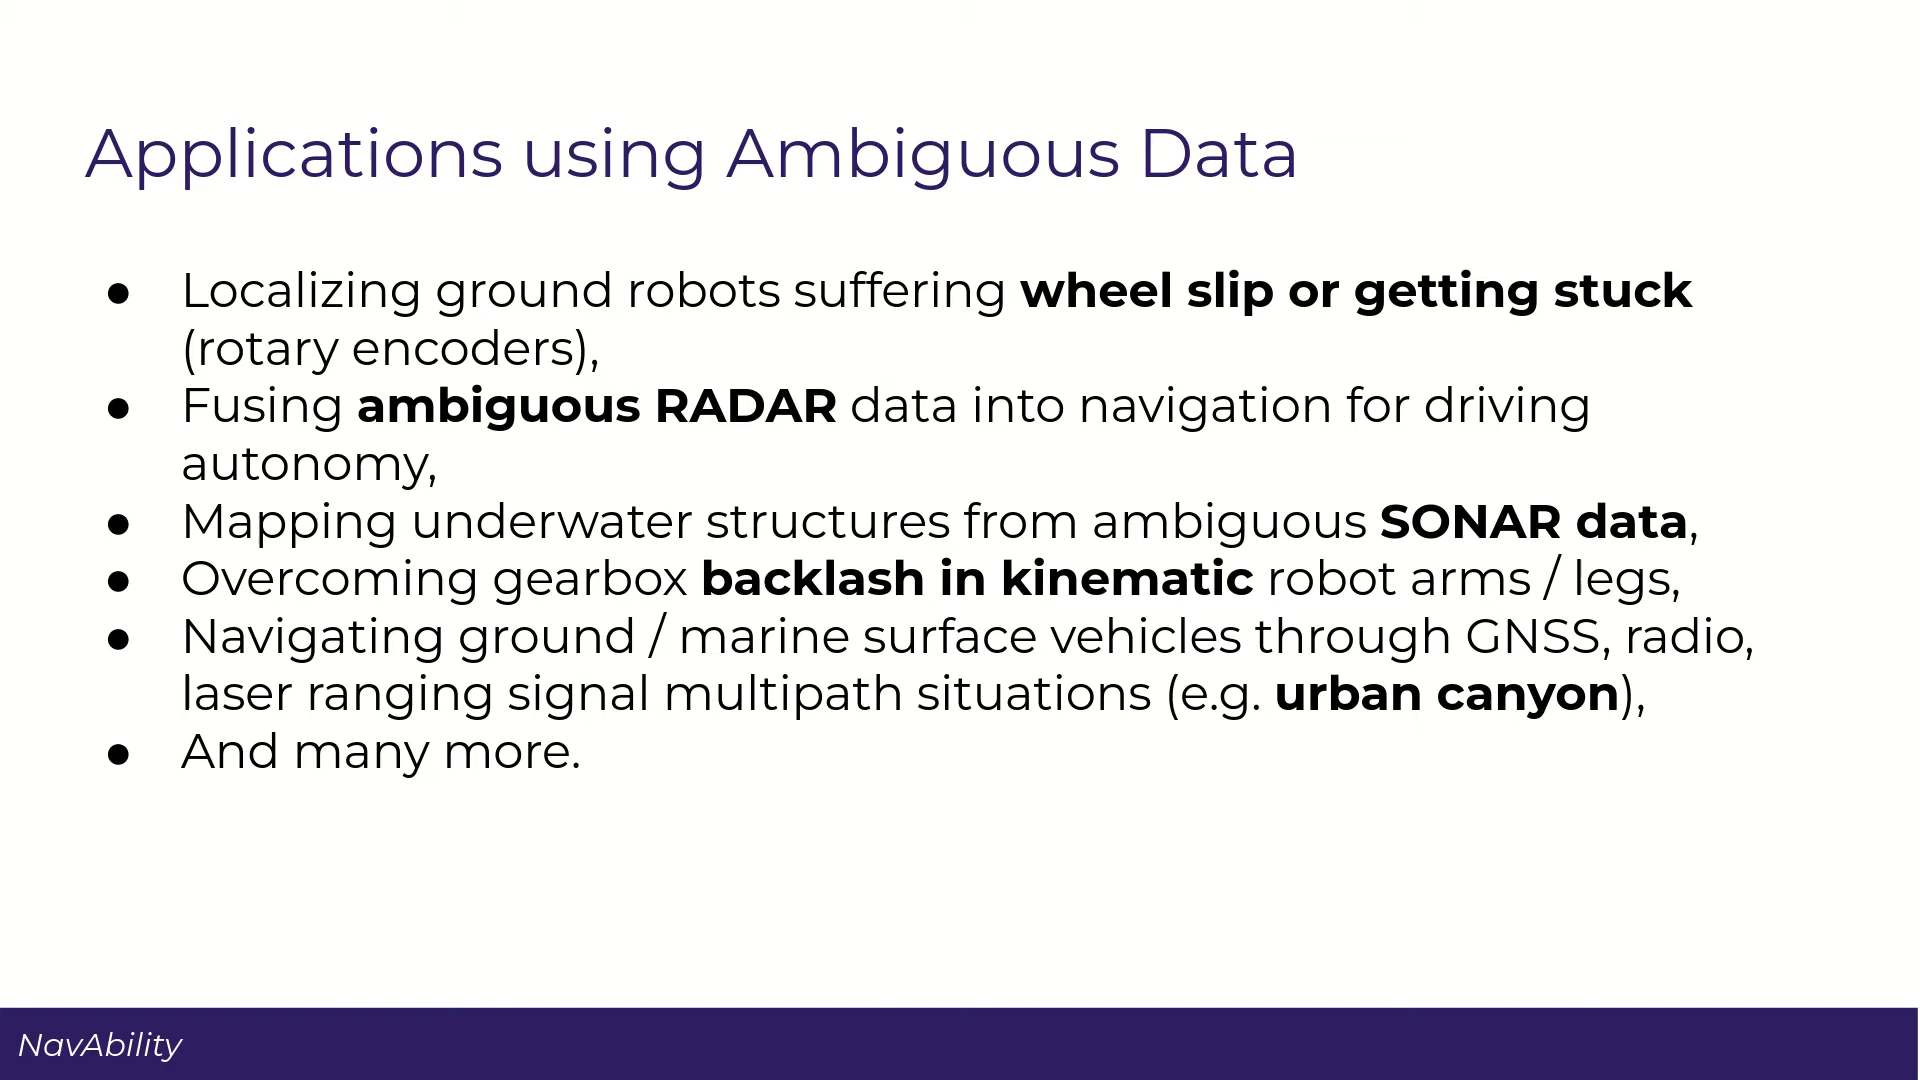 Applications using Ambiguous Data
● Localizing ground robots suffering wheel slip or getting stuck
(rotary encoders),
● Fusing ambiguous RADAR data into navigation for driving
autonomy,
● Mapping underwater structures from ambiguous SONAR data,
● Overcoming gearbox backlash in kinematic robot arms / legs,
● Navigating ground / marine surface vehicles through GNSS, radio,
laser ranging signal multipath situations (e.g. urban canyon),
● And many more.
NavAbility